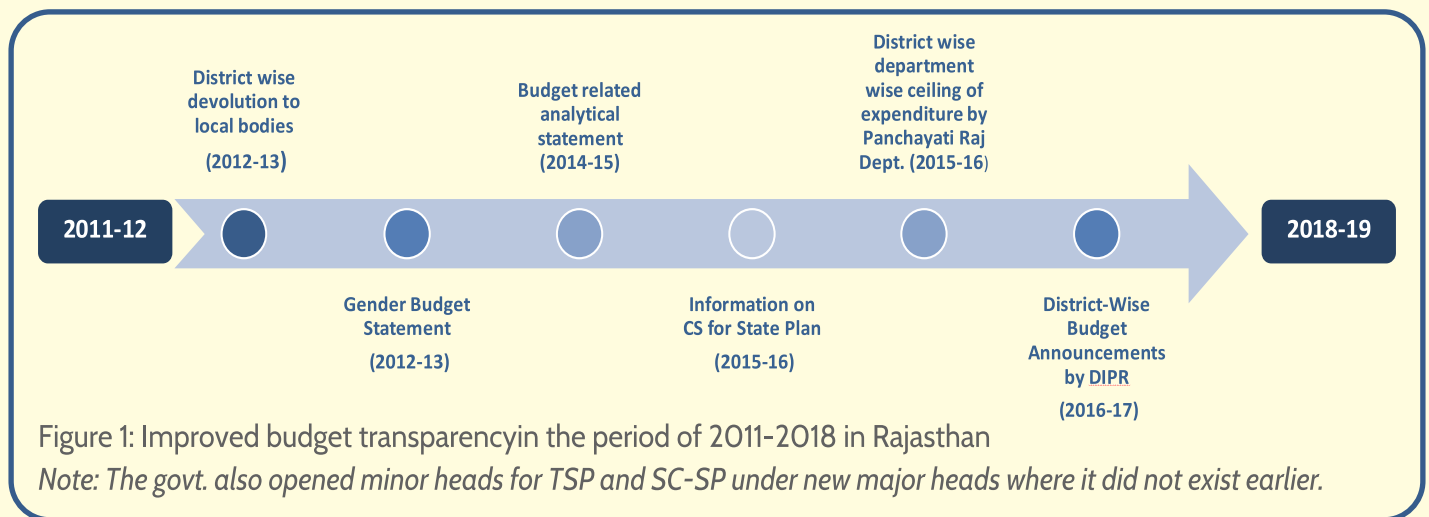 District wise
devolution to
local bodies
(2012-13)
Budget related
analytical
statement
(2014-15)
District wise
department
wise ceiling of
expenditure by
Panchayati Raj
Dept. (2015-16)
2011-12
2018-19
Gender Budget
Statement
(2012-13)
Information on
CS for State Plan
(2015-16)
District-Wise
Budget
Announcements
by DIPR
(2016-17)
Figure 1: Improved budget transparencyin the period of 2011-2018 in Rajasthan
Note: The govt. also opened minor heads for TSP and SC-SP under new major heads where it did not exist earlier.